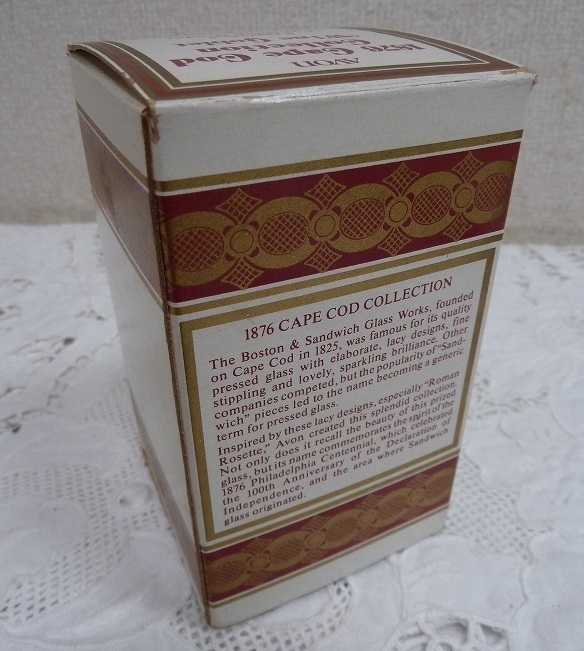 AVON
1876 Cape Cod
Collection
Wine Goblet
1876 CAPE COD COLLECTION
The Boston & Sandwich Glass Works, founded
on Cape Cod in 1825, was famous for its quality
pressed glass with elaborate, lacy designs, fine
stippling and lovely, sparkling brilliance. Other
companies competed, but the popularity of “Sand-
wich” pieces led to the name becoming a generic
term for pressed glass.
Inspired by these lacy designs, especially “Roman
Rosette,” Avon created this splendid collection.
Not only does it recall the beauty of this prized
glass, but its name commemorates the spirit of the
1876 Philadelphia Centennial, which celebrated
the 100th Anniversary of the Declaration of
Independence, and the area where Sandwich
glass originated.